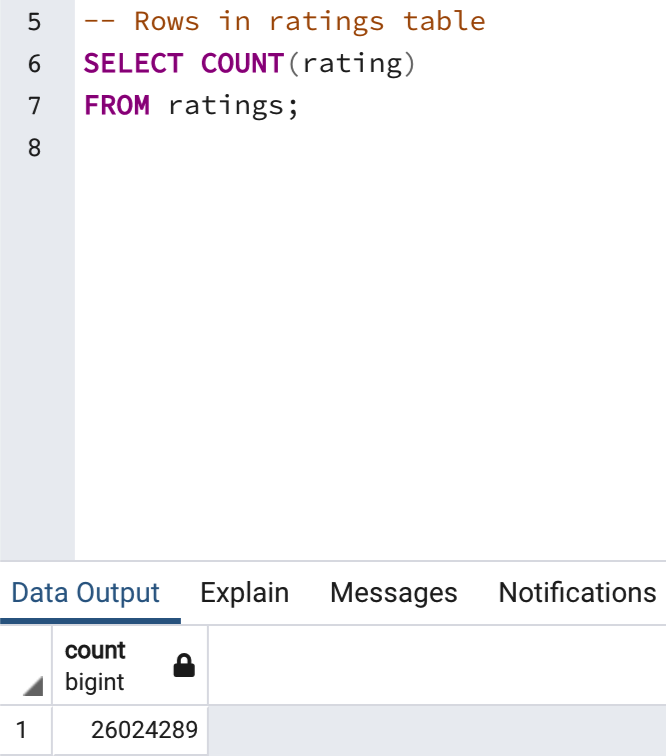 5 -- Rows in ratings table
6 SELECT COUNT(rating)
7 FROM ratings;
8
Data Output Explain Messages Notifications
count
bigint
1 26024289